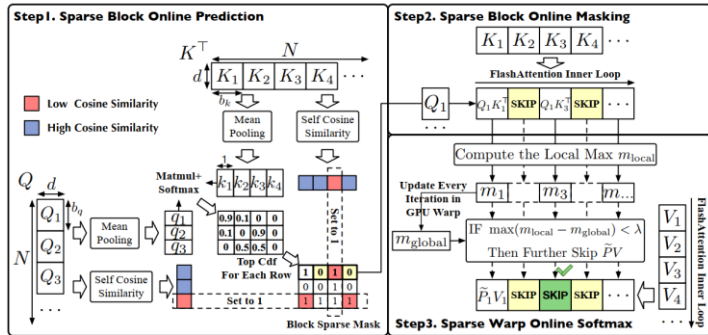 Step1. Sparse Block Online Prediction
K⊤
N
d
K1 K2 K3 K4 ...
bk
Low Cosine Similarity
High Cosine Similarity
Mean Pooling
Self Cosine Similarity
Matmul+ Softmax
1
k1 k2 k3 k4
Q
d
bq
N
Q1
Q2
Q3
Mean Pooling
q1
q2
q3
0.9 0.1 0 0
0.1 0 0.9 0
0 0.5 0.5 0
Top Cdf
For Each Row
Set to 1
Self Cosine Similarity
Set to 1
1 0 1 0
0 0 1 0
1 1 1 1
Block Sparse Mask
Step2. Sparse Block Online Masking
K1 K2 K3 K4 ...
FlashAttention Inner Loop
Q1
...
Q1K1⊤ SKIP Q1K3⊤ SKIP ...
Compute the Local Max mlocal
Update Every
Iteration in
GPU Warp
m1 m3 m...
mglobal
IF max(mlocal − mglobal) < λ
Then Further Skip P̃V
P̃1V1 SKIP SKIP SKIP ...
V1
V2
V3
V4
...
FlashAttention Inner Loop
Step3. Sparse Warp Online Softmax